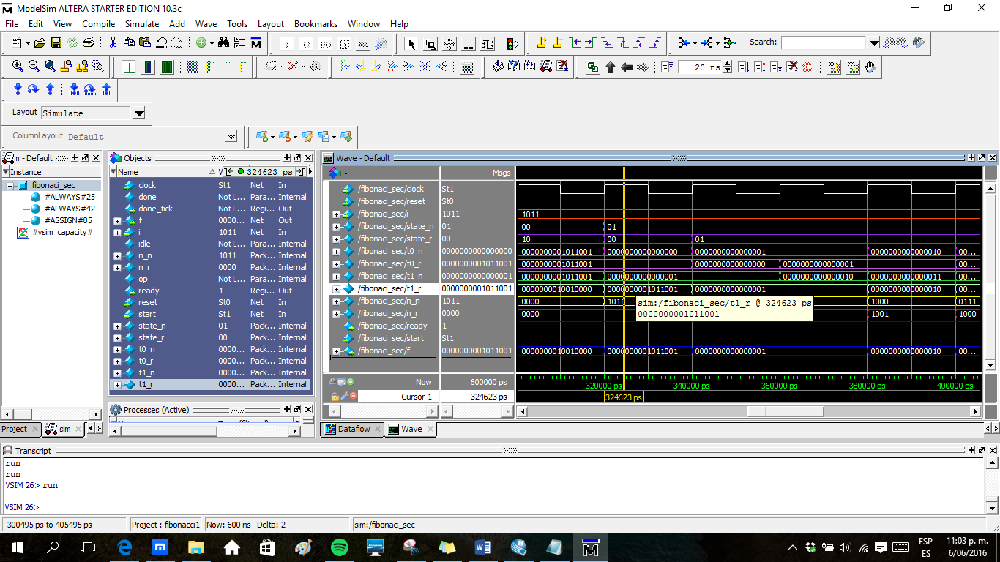 ModelSim ALTERA STARTER EDITION 10.3c
File Edit View Compile Simulate Add Wave Tools Layout Bookmarks Window Help
Search:
20 ns
Layout Simulate
ColumnLayout Default
n - Default
Instance
fibonaci_sec
#ALWAYS#25
#ALWAYS#42
#ASSIGN#85
#vsim_capacity#
Project sim
Objects
Name 324623 ps
clock St1 Net In
done Not L... Para... Internal
done_tick Not L... Regi... Out
f 0000... Net Out
i 1011 Net In
idle Not L... Para... Internal
n_n 1011 Pack... Internal
n_r 0000 Pack... Internal
op Not L... Para... Internal
ready 1 Regi... Out
reset St0 Net In
start St1 Net In
state_n 01 Pack... Internal
state_r 00 Pack... Internal
t0_n 0000... Pack... Internal
t0_r 0000... Pack... Internal
t1_n 0000... Pack... Internal
t1_r 0000... Pack... Internal
Processes (Active)
Wave - Default
Msgs
/fibonaci_sec/clock St1
/fibonaci_sec/reset St0
/fibonaci_sec/i 1011 1011
/fibonaci_sec/state_n 01 00 01
/fibonaci_sec/state_r 00 10 00 01
/fibonaci_sec/t0_n 0000000000000000 0000000001011001 0000000000000000 0000000000000001 0000000000000010 00...
/fibonaci_sec/t0_r 0000000001011001 0000000001011001 0000000000000000 0000000000000001 00...
/fibonaci_sec/t1_n 0000000000000001 0000000001011001 0000000000000001 0000000000000010 0000000000000011 00...
/fibonaci_sec/t1_r 0000000001011001 0000000010010000 0000000001011001 0000000000000001 00...
/fibonaci_sec/n_n 1011 0000 1011 1000 0111
/fibonaci_sec/n_r 0000 0000 1001 1000
/fibonaci_sec/ready 1
/fibonaci_sec/start St1
/fibonaci_sec/f 0000000001011001 0000000010010000 0000000001011001 0000000000000001 0000000000000010 00...
sim:/fibonaci_sec/t1_r @ 324623 ps
0000000001011001
Now 600000 ps 320000 ps 340000 ps 360000 ps 380000 ps 400000 ps
Cursor 1 324623 ps 324623 ps
Dataflow Wave
Transcript
run
run
VSIM 26> run
VSIM 26>
300495 ps to 405495 ps Project : fibonacci1 Now: 600 ns Delta: 2 sim:/fibonaci_sec
ESP 11:03 p. m.
ES 6/06/2016